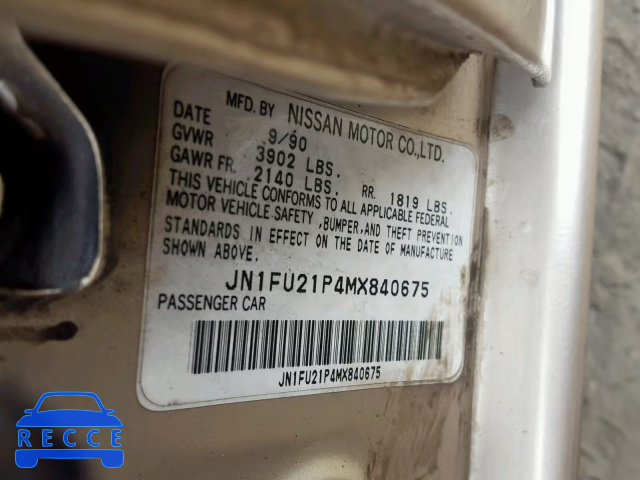 MFD. BY NISSAN MOTOR CO.,LTD.
DATE 9/90
GVWR 3902 LBS.
GAWR FR. 2140 LBS. RR. 1819 LBS.
THIS VEHICLE CONFORMS TO ALL APPLICABLE FEDERAL
MOTOR VEHICLE SAFETY ,BUMPER,AND THEFT PREVENTION
STANDARDS IN EFFECT ON THE DATE OF MANUFACTURE
SHOWN ABOVE.
JN1FU21P4MX840675
PASSENGER CAR
JN1FU21P4MX840675
RECCE